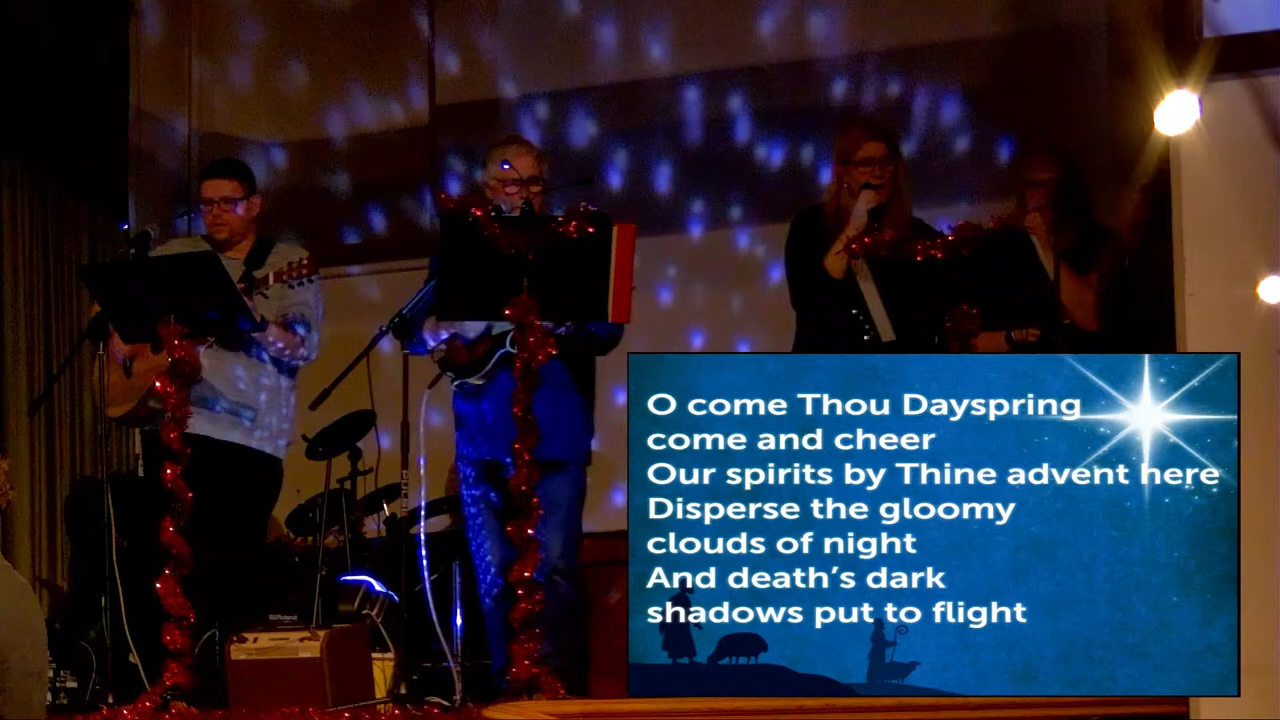 O come Thou Dayspring
come and cheer
Our spirits by Thine advent here
Disperse the gloomy
clouds of night
And death’s dark
shadows put to flight
Roland